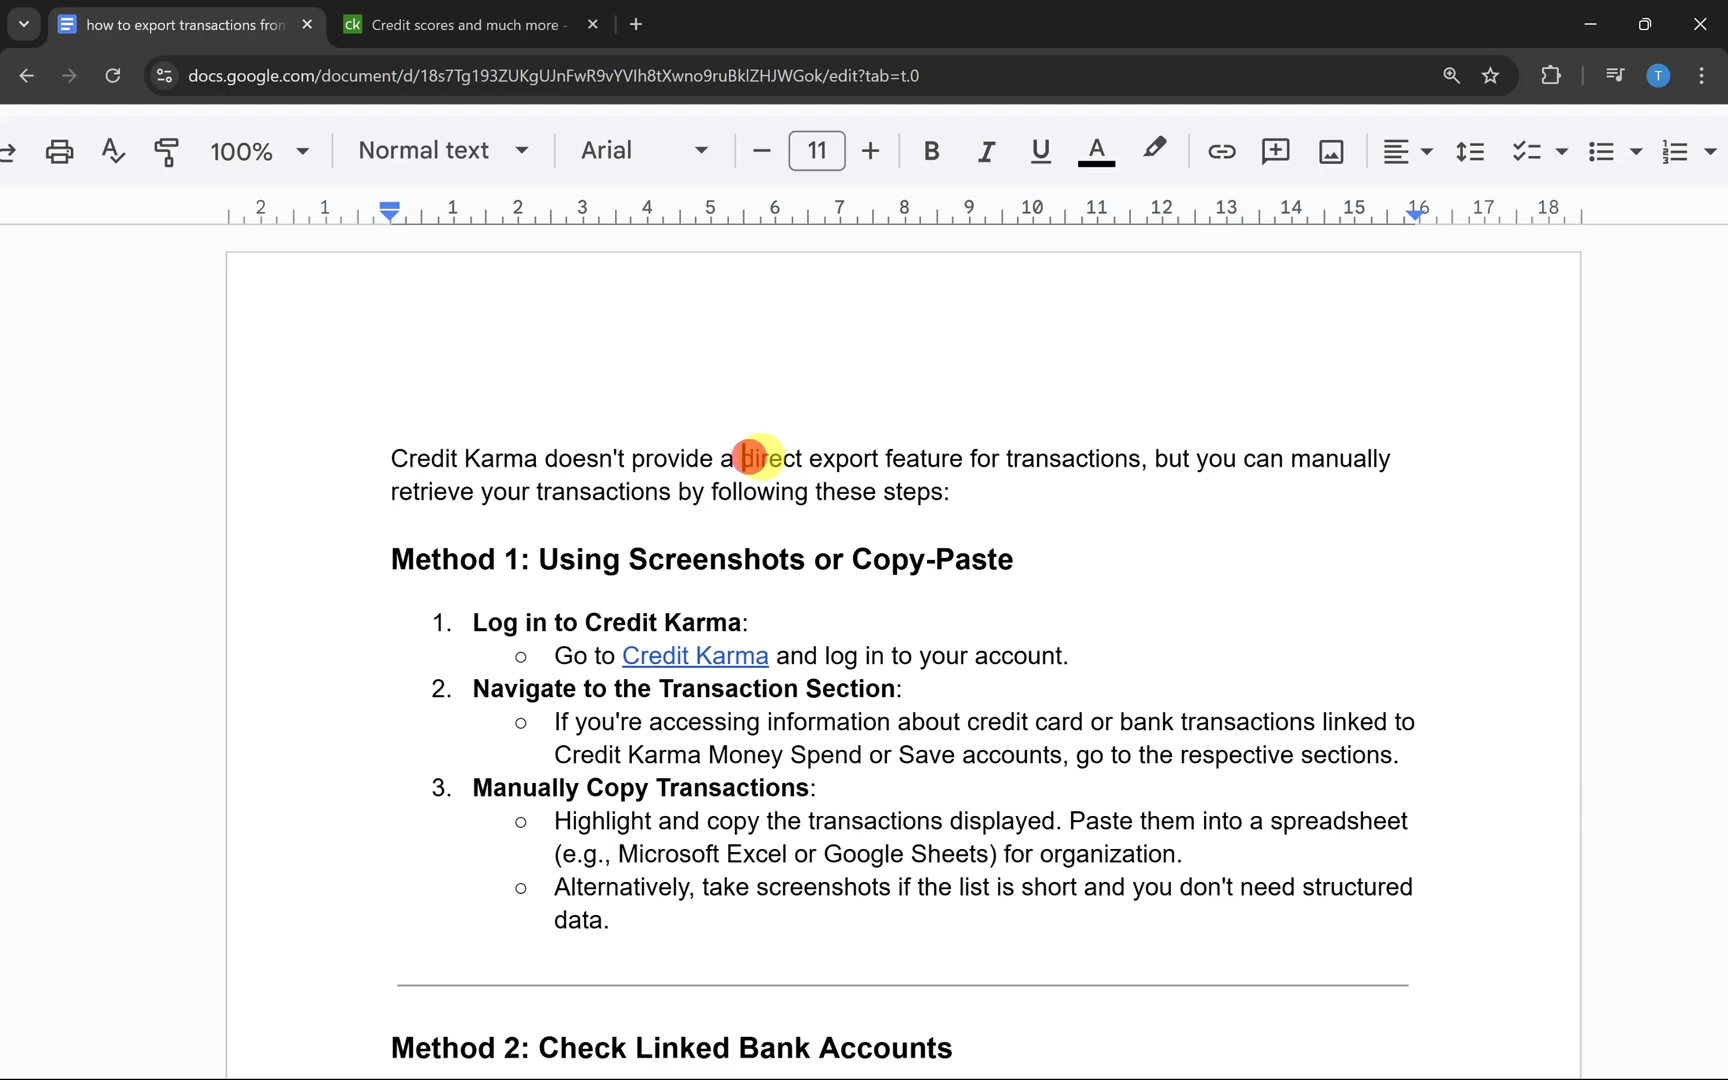 how to export transactions fron
ck Credit scores and much more -
docs.google.com/document/d/18s7Tg193ZUKgUJnFwR9vYVIh8tXwno9ruBklZHJWGok/edit?tab=t.0
T
100% Normal text Arial 11 B I U A
2 1 1 2 3 4 5 6 7 8 9 10 11 12 13 14 15 16 17 18
Credit Karma doesn't provide a direct export feature for transactions, but you can manually
retrieve your transactions by following these steps:
Method 1: Using Screenshots or Copy-Paste
1. Log in to Credit Karma:
○ Go to Credit Karma and log in to your account.
2. Navigate to the Transaction Section:
○ If you're accessing information about credit card or bank transactions linked to
Credit Karma Money Spend or Save accounts, go to the respective sections.
3. Manually Copy Transactions:
○ Highlight and copy the transactions displayed. Paste them into a spreadsheet
(e.g., Microsoft Excel or Google Sheets) for organization.
○ Alternatively, take screenshots if the list is short and you don't need structured
data.
Method 2: Check Linked Bank Accounts